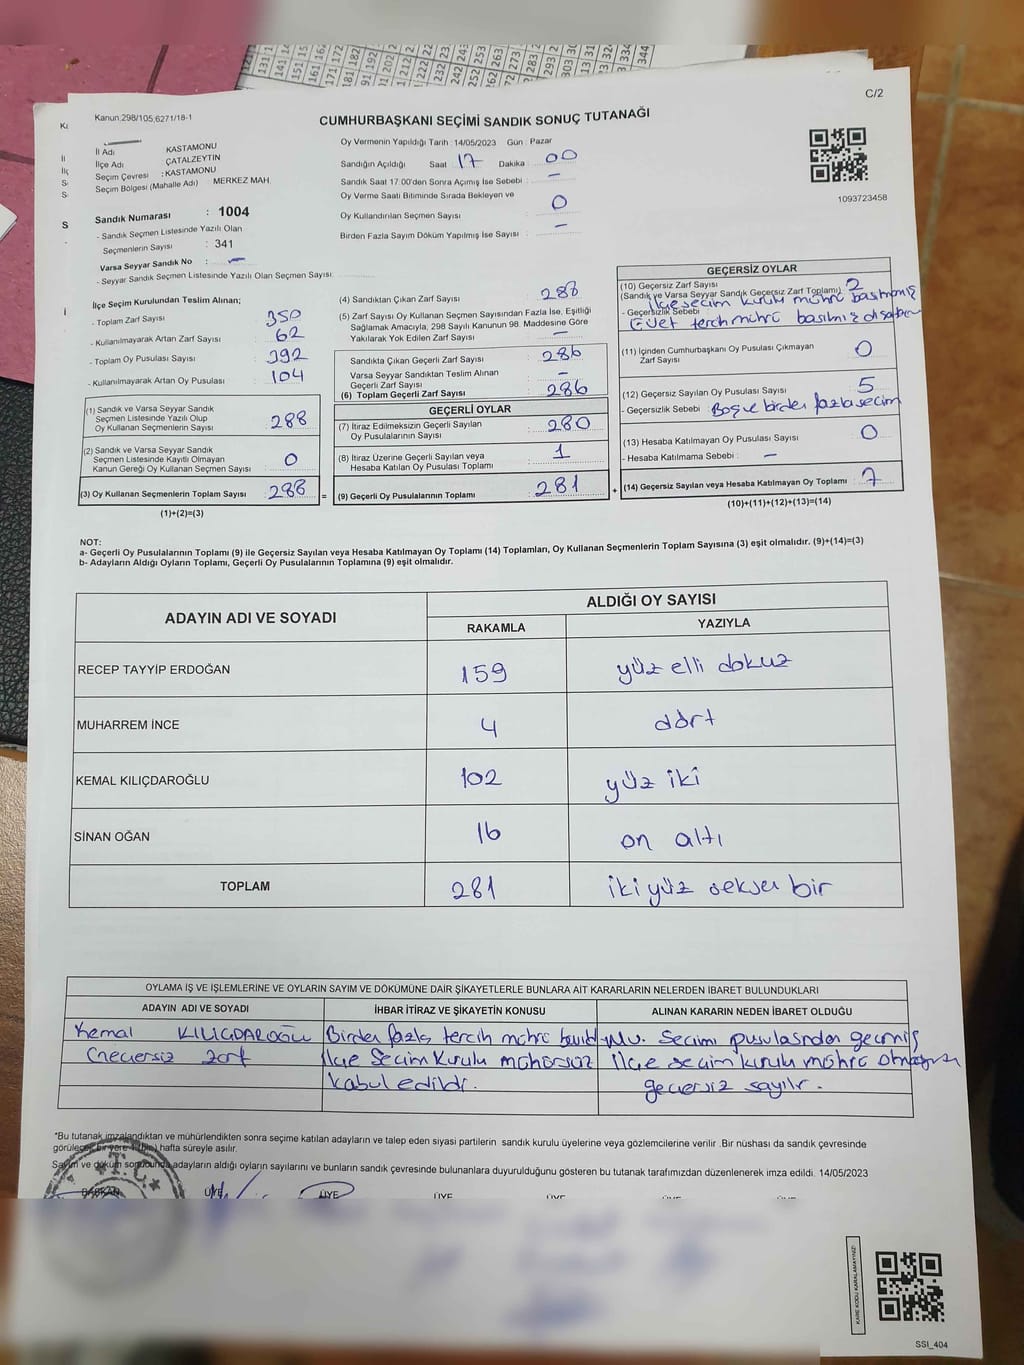 C/2
Kanun:298/105;6271/18-1
CUMHURBAŞKANI SEÇİMİ SANDIK SONUÇ TUTANAĞI
İl Adı KASTAMONU
İlçe Adı ÇATALZEYTİN
Seçim Çevresi : KASTAMONU
Seçim Bölgesi (Mahalle Adı) MERKEZ MAH.
Sandık Numarası : 1004
- Sandık Seçmen Listesinde Yazılı Olan
Seçmenlerin Sayısı : 341
Varsa Seyyar Sandık No : -
- Seyyar Sandık Seçmen Listesinde Yazılı Olan Seçmen Sayısı:
Oy Vermenin Yapıldığı Tarih :14/05/2023 Gün : Pazar
Sandığın Açıldığı Saat 17 Dakika 00
Sandık Saat 17:00'den Sonra Açımış İse Sebebi : -
Oy Verme Saati Bitiminde Sırada Bekleyen ve
Oy Kullandırılan Seçmen Sayısı 0
Birden Fazla Sayım Döküm Yapılmış İse Sayısı : -
1093723458
İlçe Seçim Kurulundan Teslim Alınan;
- Toplam Zarf Sayısı 350
- Kullanılmayarak Artan Zarf Sayısı 62
- Toplam Oy Pusulası Sayısı 392
- Kullanılmayarak Artan Oy Pusulası 104
(1) Sandık ve Varsa Seyyar Sandık
Seçmen Listesinde Yazılı Olup
Oy Kullanan Seçmenlerin Sayısı 288
(2) Sandık ve Varsa Seyyar Sandık
Seçmen Listesinde Kayıtlı Olmayan
Kanun Gereği Oy Kullanan Seçmen Sayısı 0
(3) Oy Kullanan Seçmenlerin Toplam Sayısı 288 =
(1)+(2)=(3)
(4) Sandıktan Çıkan Zarf Sayısı 288
(5) Zarf Sayısı Oy Kullanan Seçmen Sayısından Fazla İse, Eşitliği
Sağlamak Amacıyla, 298 Sayılı Kanunun 98. Maddesine Göre
Yakılarak Yok Edilen Zarf Sayısı -
Sandıkta Çıkan Geçerli Zarf Sayısı 286
Varsa Seyyar Sandıktan Teslim Alınan
Geçerli Zarf Sayısı -
(6) Toplam Geçerli Zarf Sayısı 286
GEÇERLİ OYLAR
(7) İtiraz Edilmeksizin Geçerli Sayılan
Oy Pusulalarının Sayısı 280
(8) İtiraz Üzerine Geçerli Sayılan veya
Hesaba Katılan Oy Pusulası Toplamı 1
(9) Geçerli Oy Pusulalarının Toplamı 281 +
GEÇERSİZ OYLAR
(10) Geçersiz Zarf Sayısı
(Sandık ve Varsa Seyyar Sandık Geçersiz Zarf Toplamı) 2
- Geçersizlik Sebebi ilçe seçim kurulu mührü basılmamış
Evet tercih mührü basılmış
(11) İçinden Cumhurbaşkanı Oy Pusulası Çıkmayan
Zarf Sayısı 0
(12) Geçersiz Sayılan Oy Pusulası Sayısı 5
- Geçersizlik Sebebi : birden fazla seçim
(13) Hesaba Katılmayan Oy Pusulası Sayısı 0
- Hesaba Katılmama Sebebi : -
(14) Geçersiz Sayılan veya Hesaba Katılmayan Oy Toplamı : 7
(10)+(11)+(12)+(13)=(14)
NOT:
a- Geçerli Oy Pusulalarının Toplamı (9) ile Geçersiz Sayılan veya Hesaba Katılmayan Oy Toplamı (14) Toplamları, Oy Kullanan Seçmenlerin Toplam Sayısına (3) eşit olmalıdır. (9)+(14)=(3)
b- Adayların Aldığı Oyların Toplamı, Geçerli Oy Pusulalarının Toplamına (9) eşit olmalıdır.
ADAYIN ADI VE SOYADI
ALDIĞI OY SAYISI
RAKAMLA YAZIYLA
RECEP TAYYİP ERDOĞAN 159 yüz elli dokuz
MUHARREM İNCE 4 dört
KEMAL KILIÇDAROĞLU 102 yüz iki
SİNAN OĞAN 16 on altı
TOPLAM 281 iki yüz seksen bir
OYLAMA İŞ VE İŞLEMLERİNE VE OYLARIN SAYIM VE DÖKÜMÜNE DAİR ŞİKAYETLERLE BUNLARA AİT KARARLARIN NELERDEN İBARET BULUNDUKLARI
ADAYIN ADI VE SOYADI İHBAR İTİRAZ VE ŞİKAYETİN KONUSU ALINAN KARARIN NEDEN İBARET OLDUĞU
Kemal KILIÇDAROĞLU Birden fazla tercih mührü Seçim pusulasından geçmiş
Geçersiz zarf İlçe Seçim Kurulu mühürsüz ilçe seçim kurulu mührü
kabul edildi. geçersiz sayılır.
*Bu tutanak imzalandıktan ve mühürlendikten sonra seçime katılan adayların ve talep eden siyasi partilerin sandık kurulu üyelerine veya gözlemcilerine verilir .Bir nüshası da sandık çevresinde
görülecek bir yere 1 (bir) hafta süreyle asılır.
Sayım ve döküm sonucunda adayların aldığı oyların sayılarını ve bunların sandık çevresinde bulunanlara duyurulduğunu gösteren bu tutanak tarafımızdan düzenlenerek imza edildi. 14/05/2023
BAŞKAN ÜYE ÜYE ÜYE ÜYE
KARE KODU KARALAMAYINIZ!
SSI_404